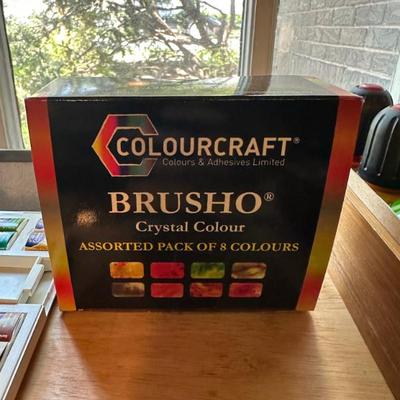 COLOURCRAFT®
Colours & Adhesives Limited
BRUSHO®
Crystal Colour
ASSORTED PACK OF 8 COLOURS